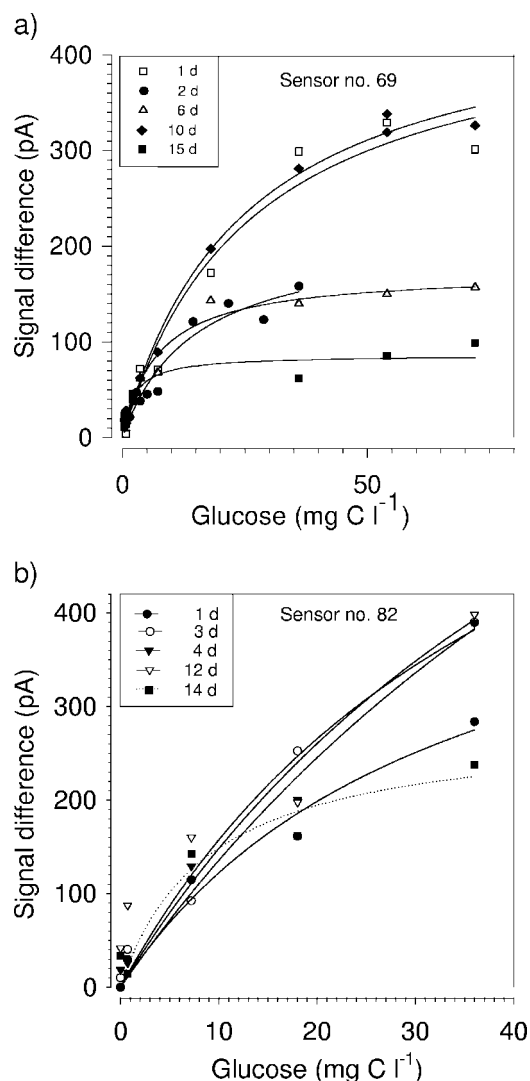 a)
400
300
200
100
0
Signal difference (pA)
1 d
2 d
6 d
10 d
15 d
Sensor no. 69
0
50
Glucose (mg C l⁻¹)
b)
400
300
200
100
0
Signal difference (pA)
1 d
3 d
4 d
12 d
14 d
Sensor no. 82
0
10
20
30
40
Glucose (mg C l⁻¹)